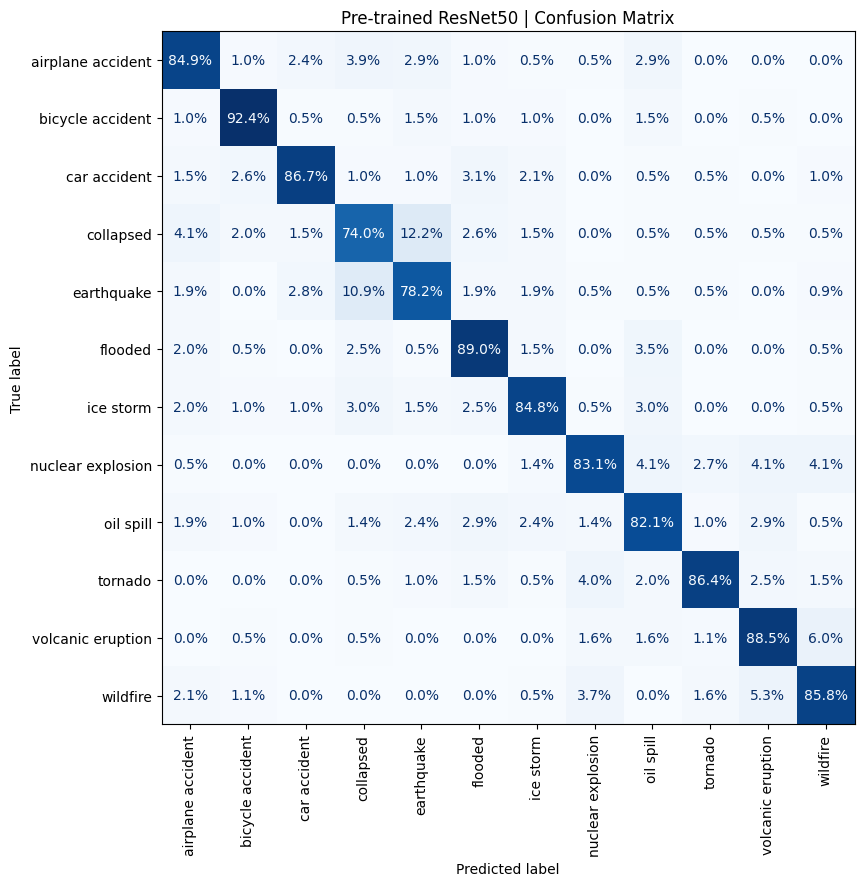 Pre-trained ResNet50 | Confusion Matrix
airplane accident 84.9% 1.0% 2.4% 3.9% 2.9% 1.0% 0.5% 0.5% 2.9% 0.0% 0.0% 0.0%
bicycle accident 1.0% 92.4% 0.5% 0.5% 1.5% 1.0% 1.0% 0.0% 1.5% 0.0% 0.5% 0.0%
car accident 1.5% 2.6% 86.7% 1.0% 1.0% 3.1% 2.1% 0.0% 0.5% 0.5% 0.0% 1.0%
collapsed 4.1% 2.0% 1.5% 74.0% 12.2% 2.6% 1.5% 0.0% 0.5% 0.5% 0.5% 0.5%
earthquake 1.9% 0.0% 2.8% 10.9% 78.2% 1.9% 1.9% 0.5% 0.5% 0.5% 0.0% 0.9%
flooded 2.0% 0.5% 0.0% 2.5% 0.5% 89.0% 1.5% 0.0% 3.5% 0.0% 0.0% 0.5%
ice storm 2.0% 1.0% 1.0% 3.0% 1.5% 2.5% 84.8% 0.5% 3.0% 0.0% 0.0% 0.5%
nuclear explosion 0.5% 0.0% 0.0% 0.0% 0.0% 0.0% 1.4% 83.1% 4.1% 2.7% 4.1% 4.1%
oil spill 1.9% 1.0% 0.0% 1.4% 2.4% 2.9% 2.4% 1.4% 82.1% 1.0% 2.9% 0.5%
tornado 0.0% 0.0% 0.0% 0.5% 1.0% 1.5% 0.5% 4.0% 2.0% 86.4% 2.5% 1.5%
volcanic eruption 0.0% 0.5% 0.0% 0.5% 0.0% 0.0% 0.0% 1.6% 1.6% 1.1% 88.5% 6.0%
wildfire 2.1% 1.1% 0.0% 0.0% 0.0% 0.0% 0.5% 3.7% 0.0% 1.6% 5.3% 85.8%
True label
airplane accident
bicycle accident
car accident
collapsed
earthquake
flooded
ice storm
nuclear explosion
oil spill
tornado
volcanic eruption
wildfire
Predicted label